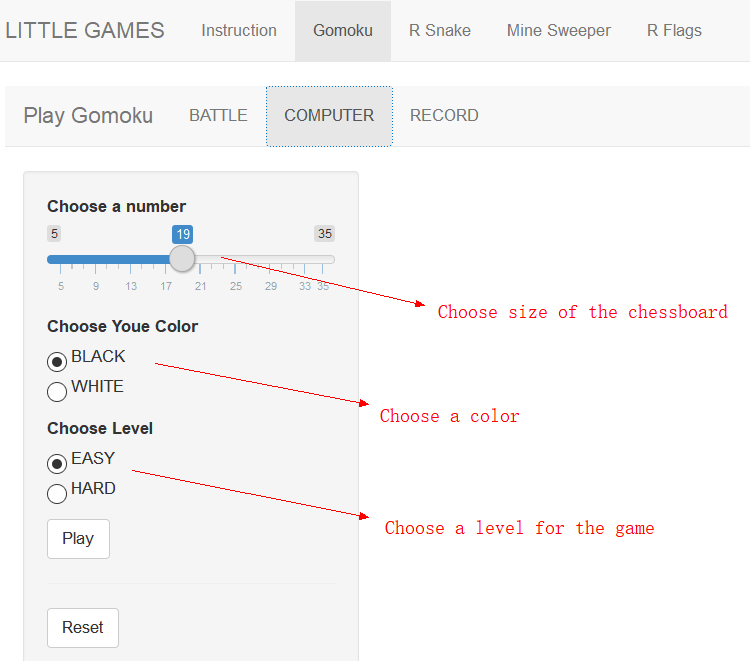 LITTLE GAMES Instruction Gomoku R Snake Mine Sweeper R Flags
Play Gomoku BATTLE COMPUTER RECORD
Choose a number
5 19 35
5 9 13 17 21 25 29 33 35
Choose size of the chessboard
Choose Youe Color
BLACK
WHITE
Choose a color
Choose Level
EASY
HARD
Choose a level for the game
Play
Reset